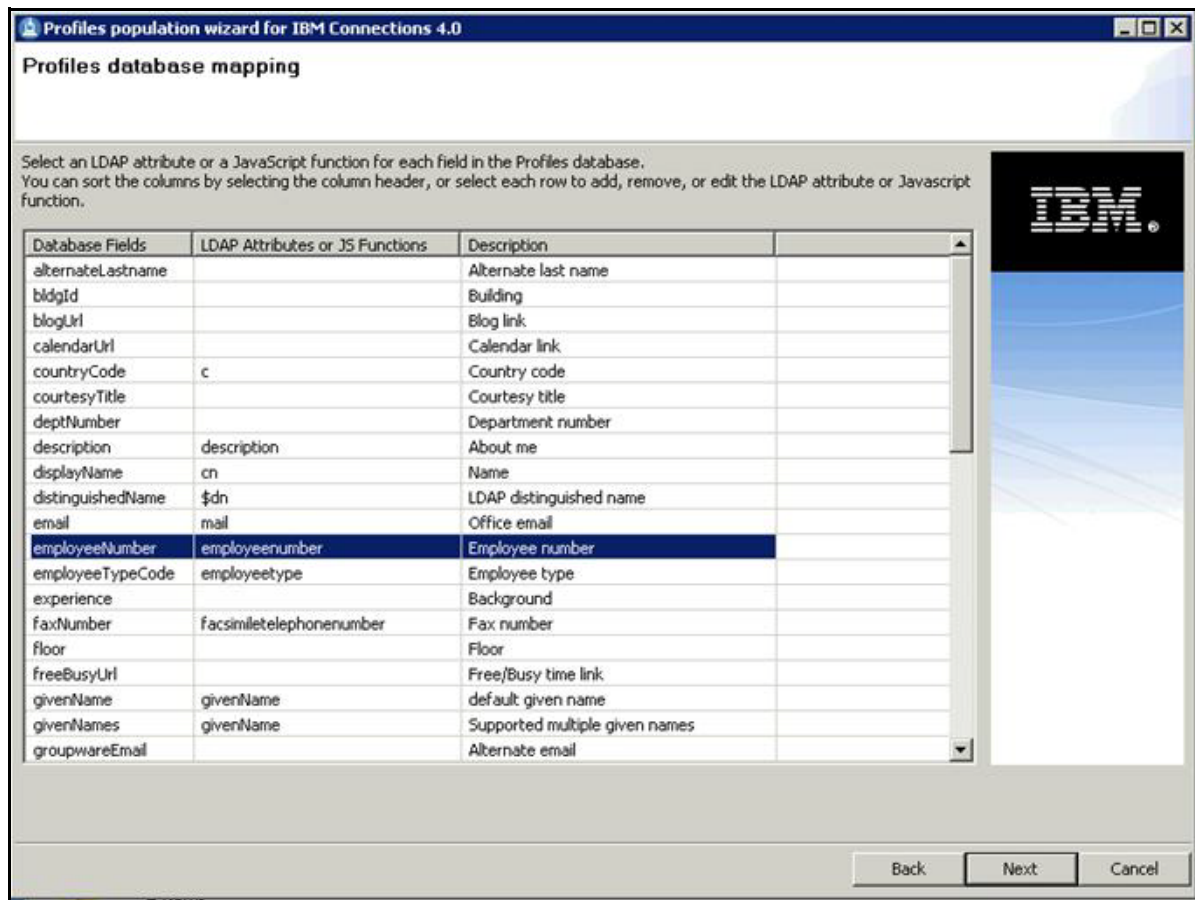 Profiles population wizard for IBM Connections 4.0
Profiles database mapping
Select an LDAP attribute or a JavaScript function for each field in the Profiles database.
You can sort the columns by selecting the column header, or select each row to add, remove, or edit the LDAP attribute or Javascript
function.
IBM.
Database Fields LDAP Attributes or JS Functions Description
alternateLastname Alternate last name
bldgId Building
blogUrl Blog link
calendarUrl Calendar link
countryCode c Country code
courtesyTitle Courtesy title
deptNumber Department number
description description About me
displayName cn Name
distinguishedName $dn LDAP distinguished name
email mail Office email
employeeNumber employeenumber Employee number
employeeTypeCode employeetype Employee type
experience Background
faxNumber facsimiletelephonenumber Fax number
floor Floor
freeBusyUrl Free/Busy time link
givenName givenName default given name
givenNames givenName Supported multiple given names
groupwareEmail Alternate email
Back Next Cancel